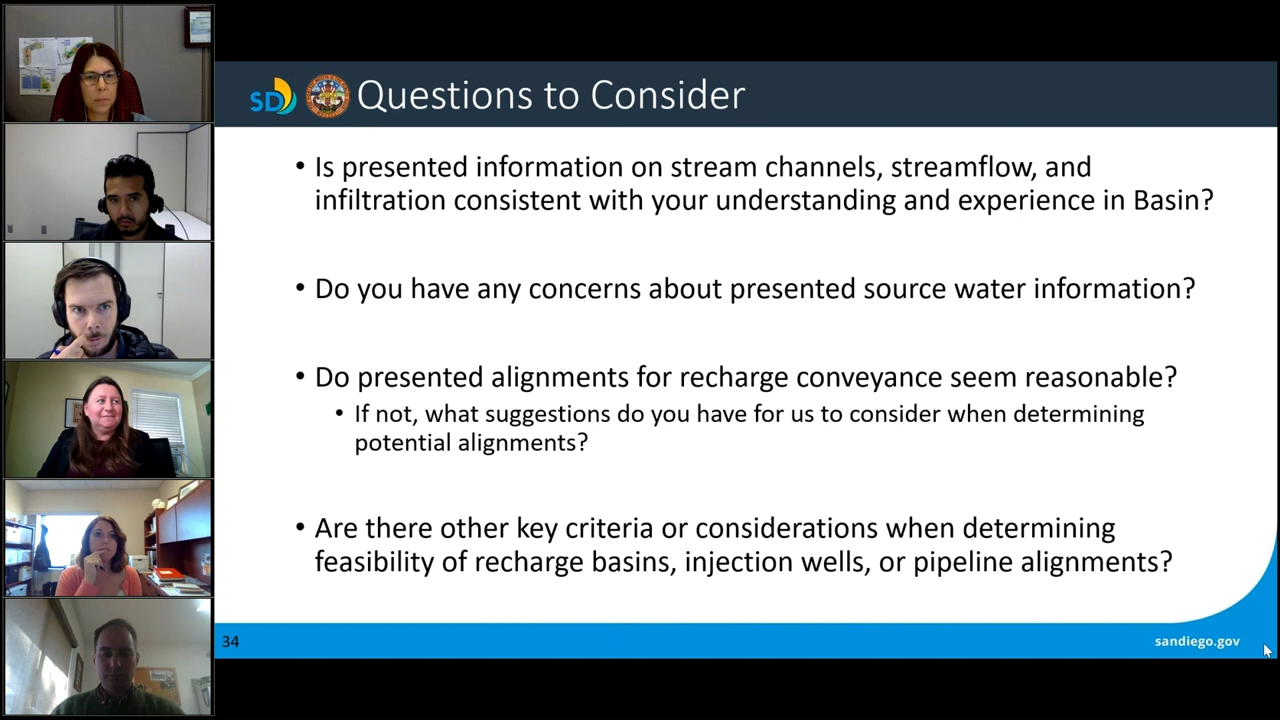 SD Questions to Consider
• Is presented information on stream channels, streamflow, and
infiltration consistent with your understanding and experience in Basin?
• Do you have any concerns about presented source water information?
• Do presented alignments for recharge conveyance seem reasonable?
• If not, what suggestions do you have for us to consider when determining
potential alignments?
• Are there other key criteria or considerations when determining
feasibility of recharge basins, injection wells, or pipeline alignments?
34
sandiego.gov